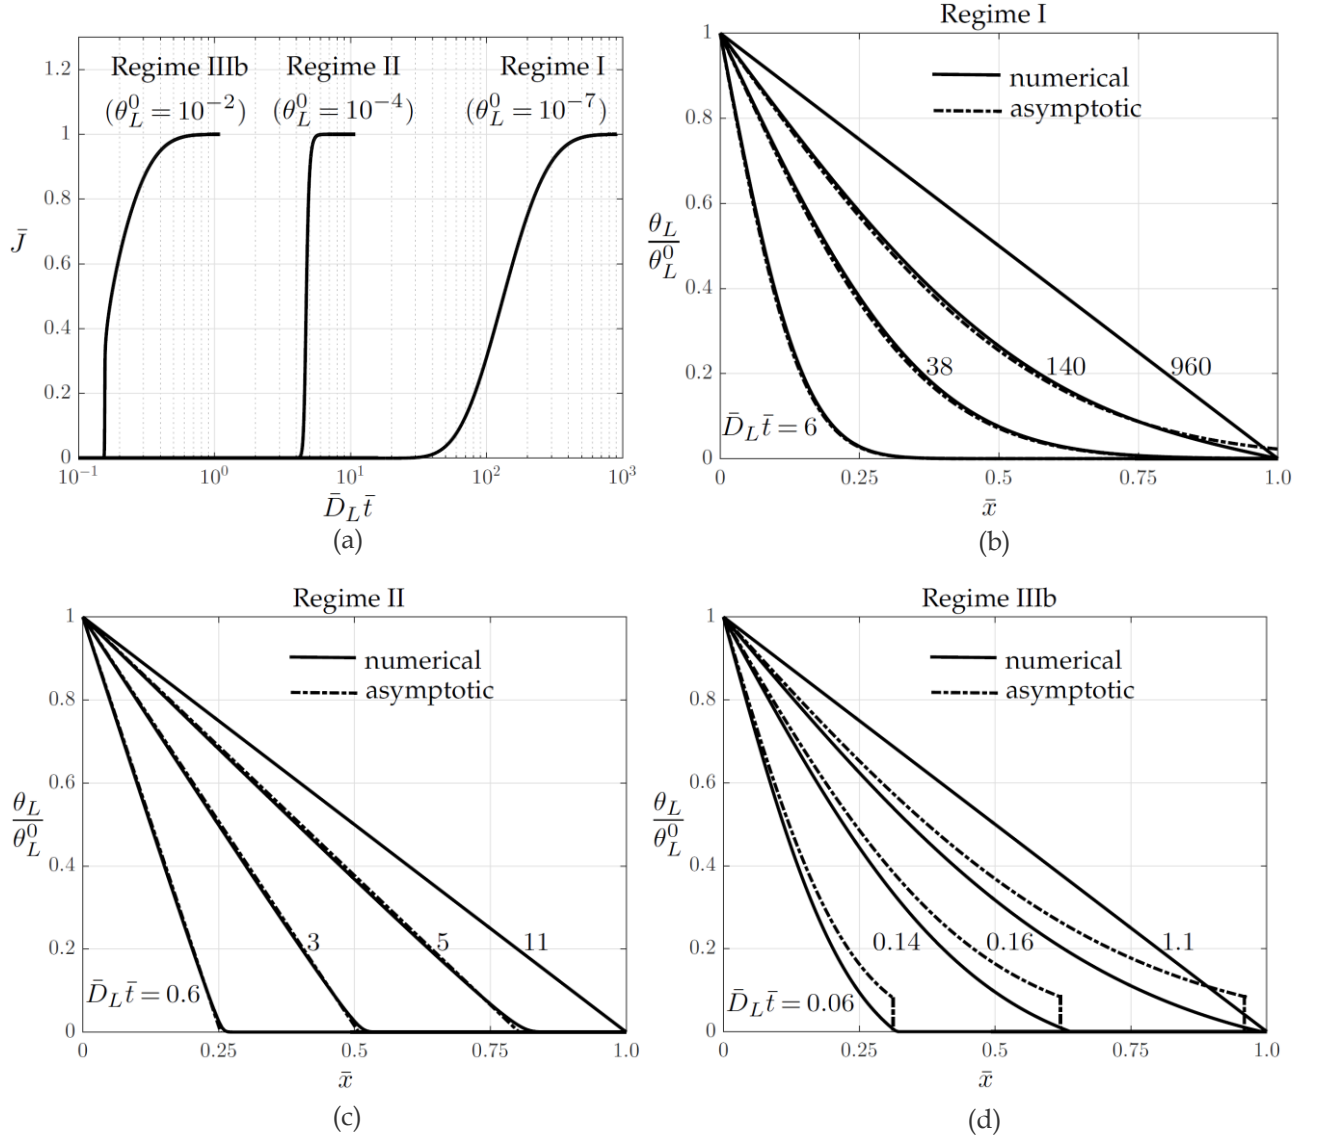 Regime IIIb Regime II Regime I
(θ_L^0 = 10^{-2}) (θ_L^0 = 10^{-4}) (θ_L^0 = 10^{-7})
1.2
1
0.8
0.6
0.4
0.2
0
J̄
10^{-1} 10^0 10^1 10^2 10^3
D̄_L t̄
(a)
Regime I
numerical
asymptotic
1
0.8
0.6
0.4
0.2
0
θ_L/θ_L^0
D̄_L t̄ = 6
38
140
960
0 0.25 0.5 0.75 1.0
x̄
(b)
Regime II
numerical
asymptotic
1
0.8
0.6
0.4
0.2
0
θ_L/θ_L^0
D̄_L t̄ = 0.6
3
5
11
0 0.25 0.5 0.75 1.0
x̄
(c)
Regime IIIb
numerical
asymptotic
1
0.8
0.6
0.4
0.2
0
θ_L/θ_L^0
0.14
0.16
1.1
D̄_L t̄ = 0.06
0 0.25 0.5 0.75 1.0
x̄
(d)